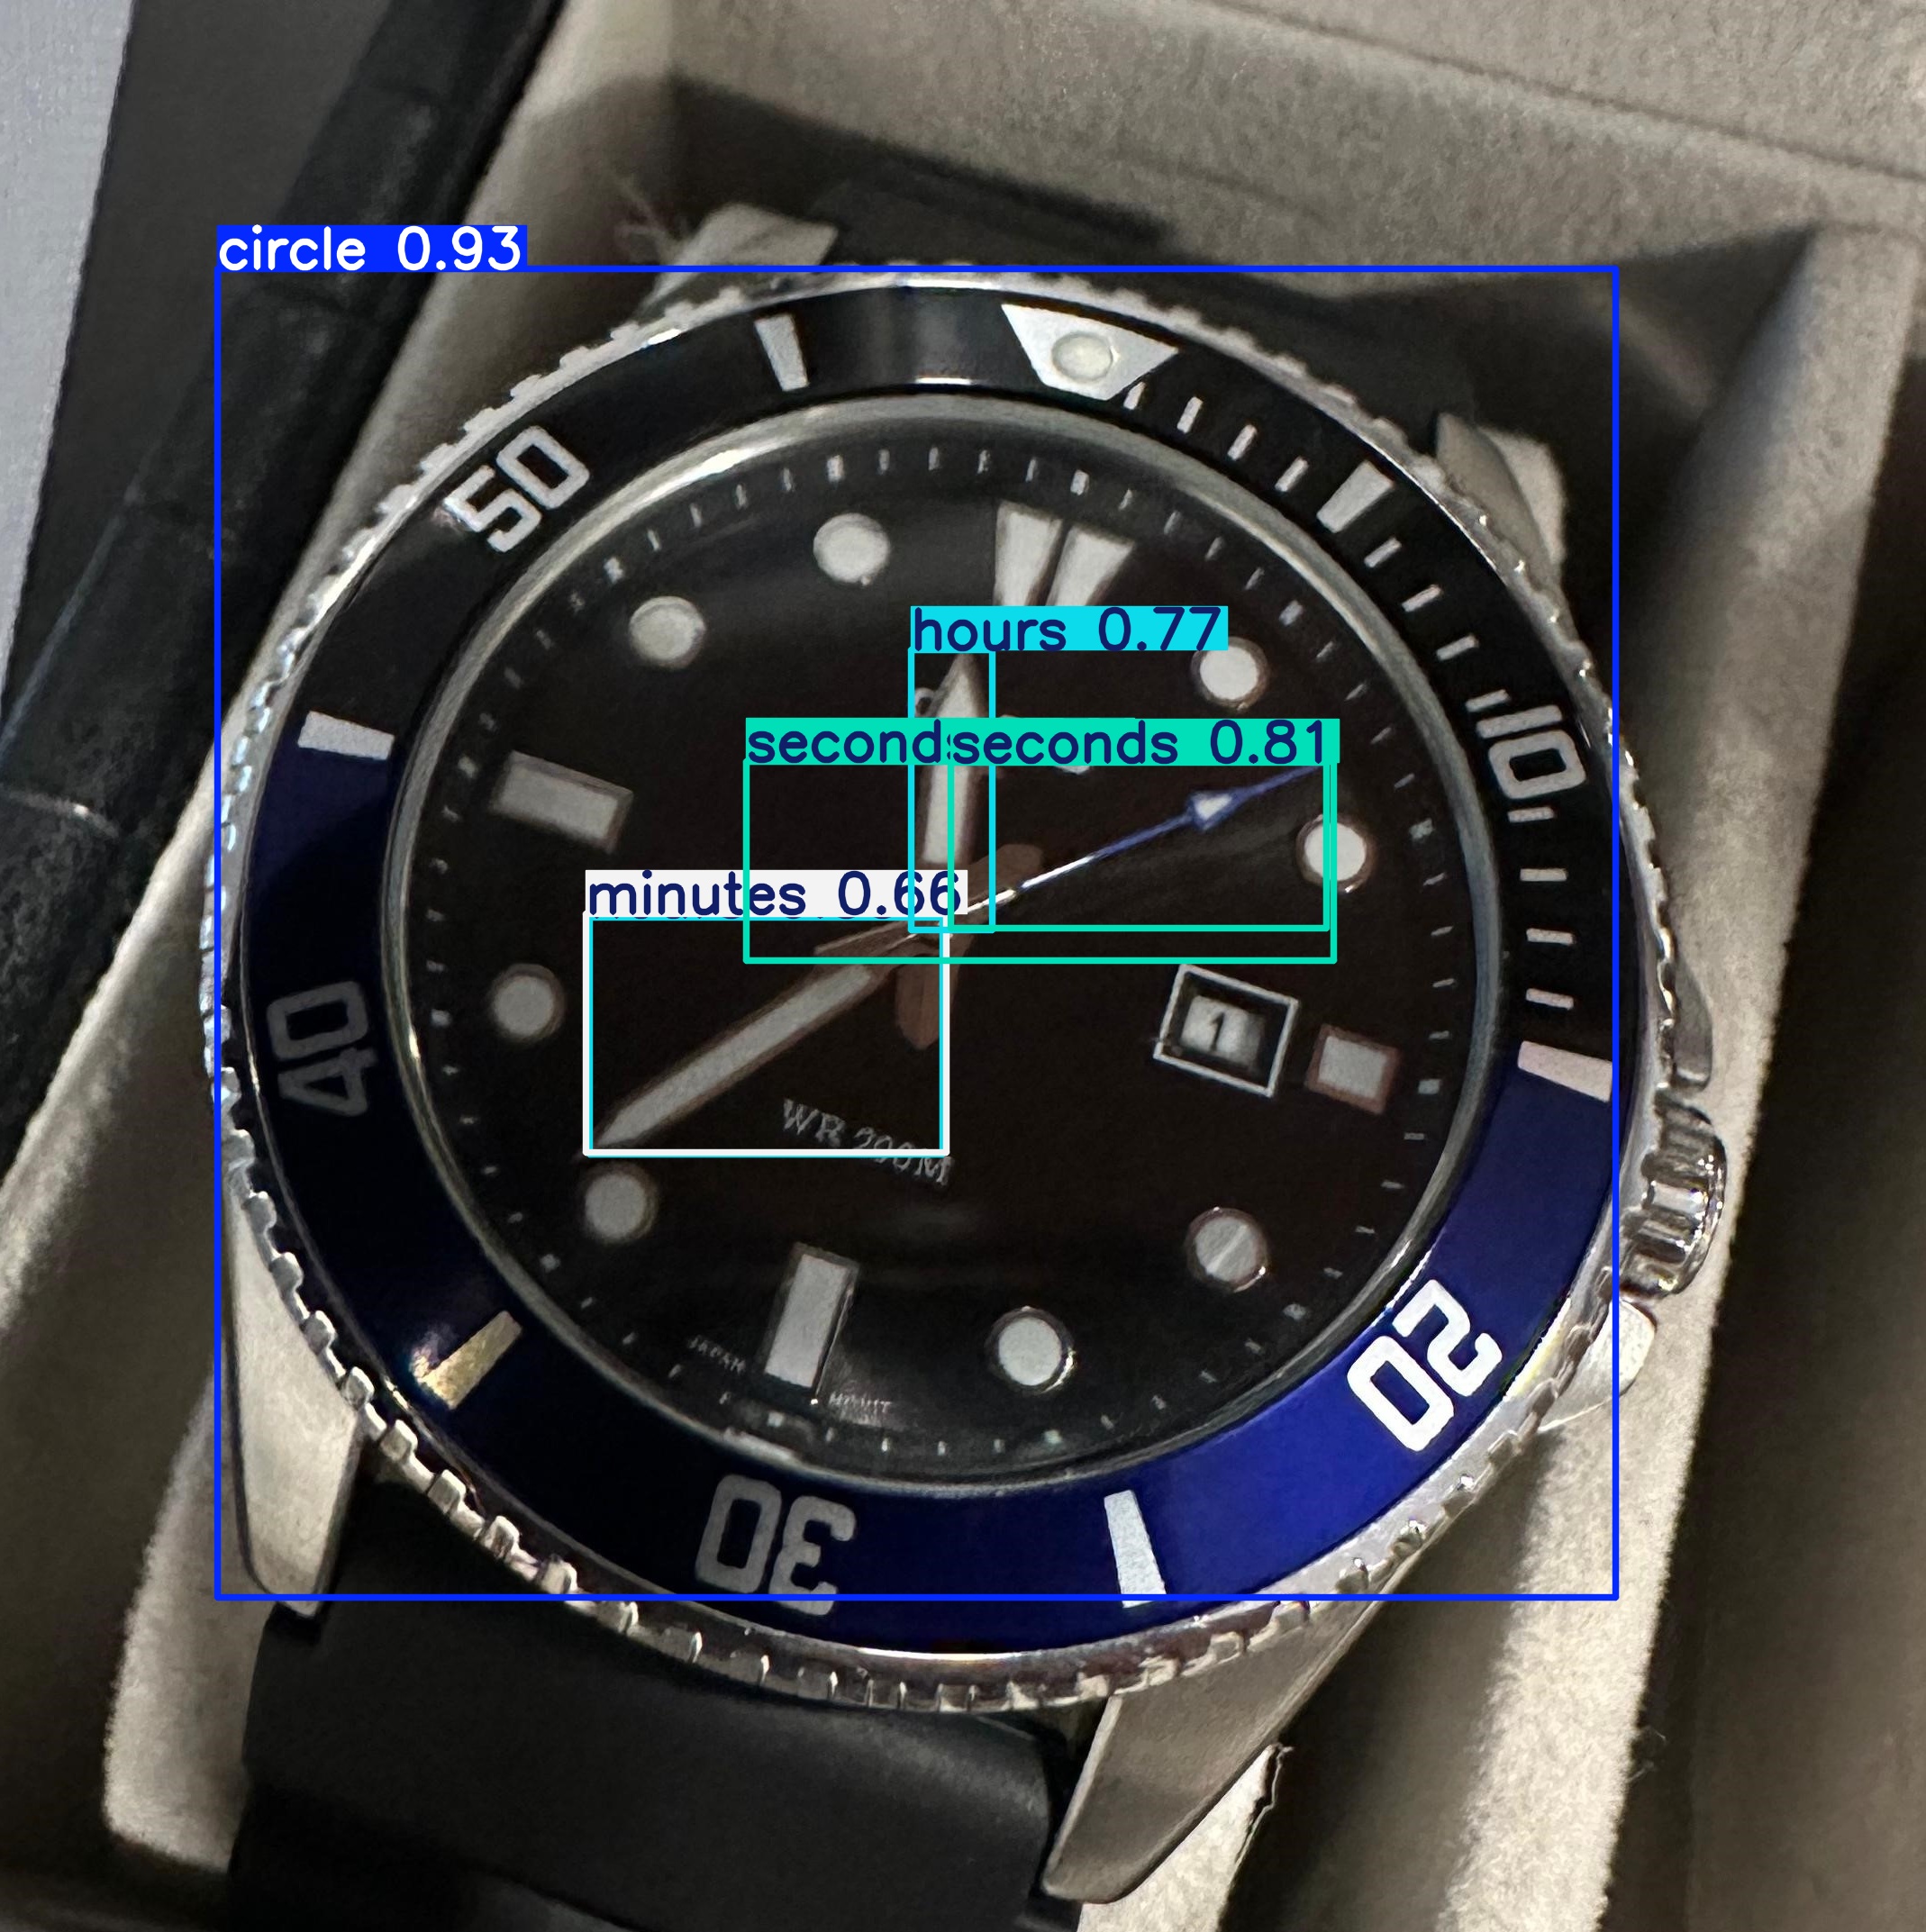 circle 0.93
50
hours 0.77
second
seconds 0.81
10
minutes 0.66
1
40
WR 200M
20
JAPAN
30